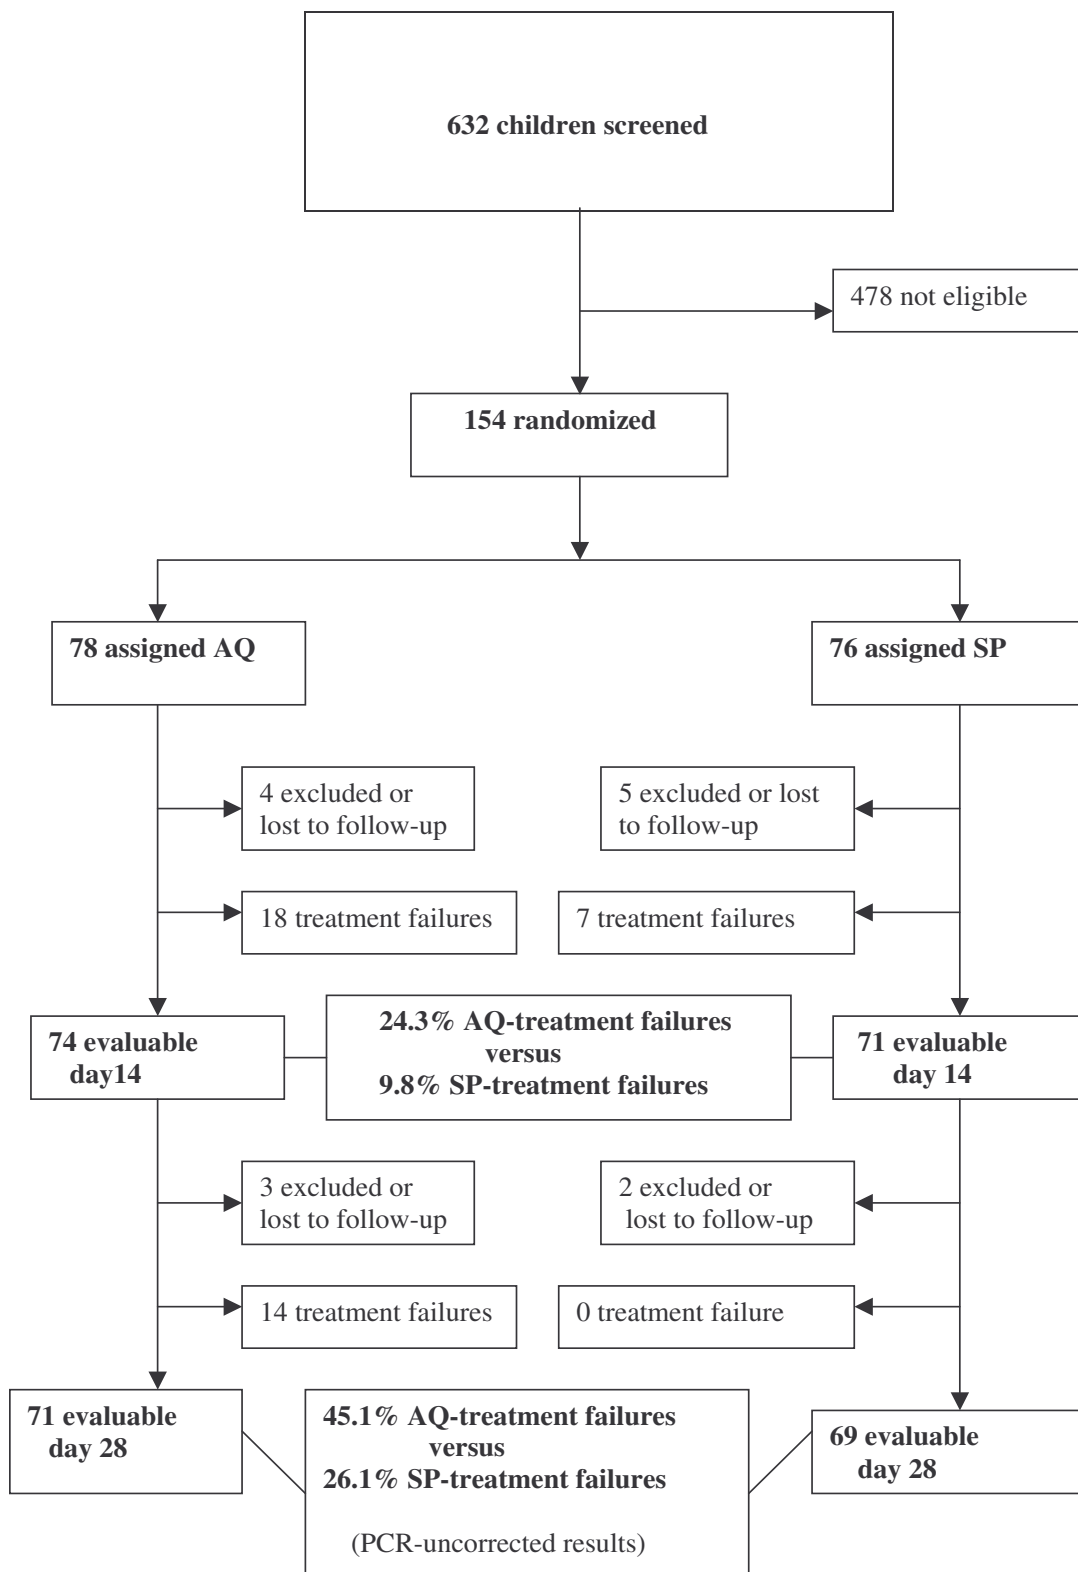 632 children screened
478 not eligible
154 randomized
78 assigned AQ
76 assigned SP
4 excluded or
lost to follow-up
5 excluded or lost
to follow-up
18 treatment failures
7 treatment failures
74 evaluable
day14
24.3% AQ-treatment failures
versus
9.8% SP-treatment failures
71 evaluable
day 14
3 excluded or
lost to follow-up
2 excluded or
lost to follow-up
14 treatment failures
0 treatment failure
71 evaluable
day 28
45.1% AQ-treatment failures
versus
26.1% SP-treatment failures
(PCR-uncorrected results)
69 evaluable
day 28